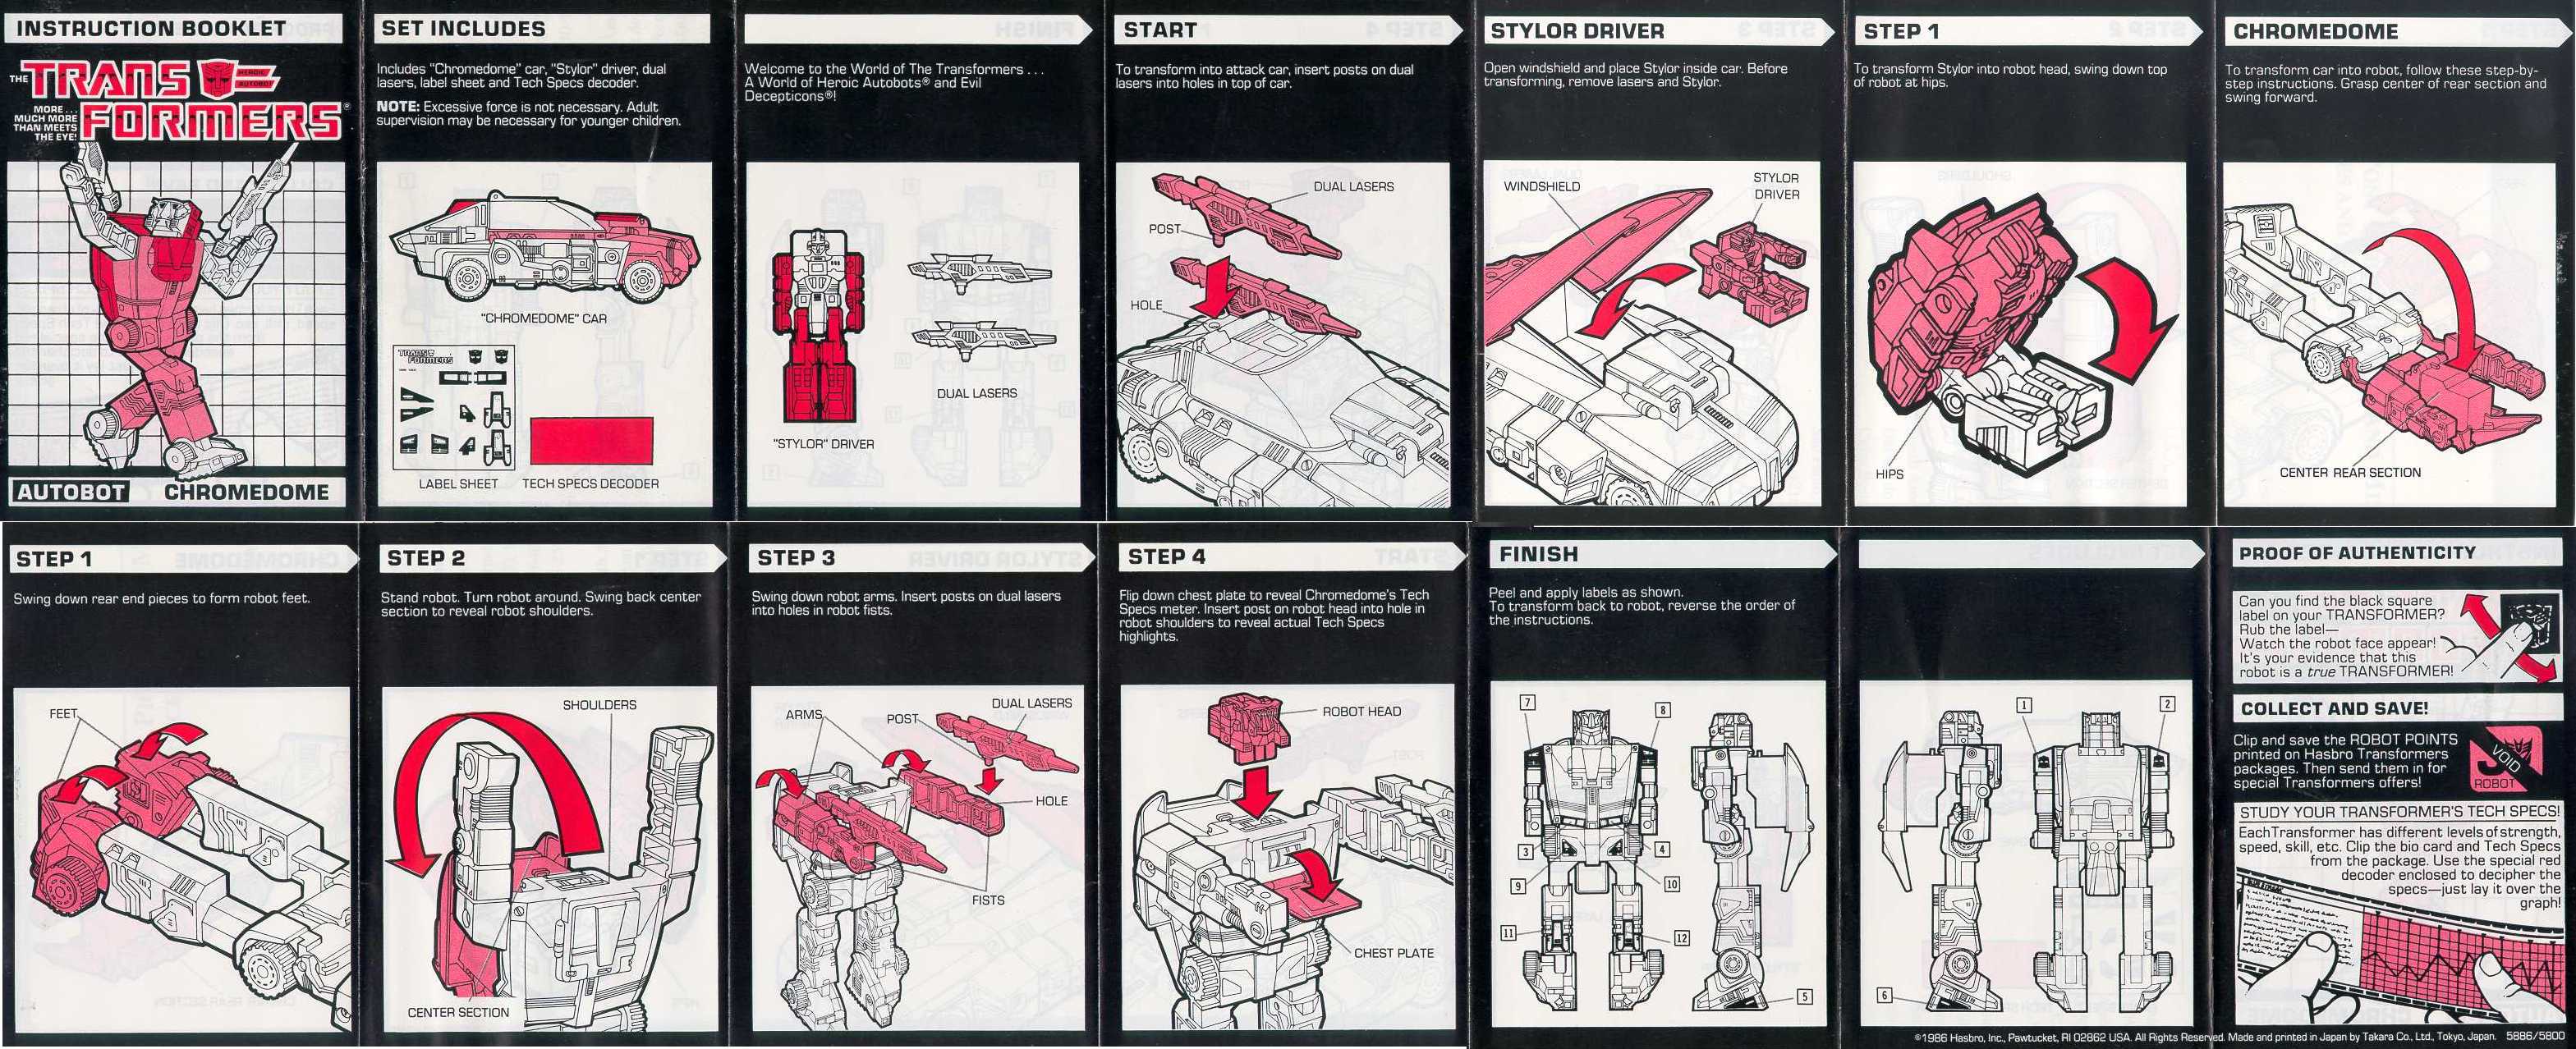 INSTRUCTION BOOKLET
THE TRANSFORMERS®
HEROIC
AUTOBOT
MORE...
MUCH MORE
THAN MEETS
THE EYE!
AUTOBOT CHROMEDOME
SET INCLUDES
Includes "Chromedome" car, "Stylor" driver, dual
lasers, label sheet and Tech Specs decoder.
NOTE: Excessive force is not necessary. Adult
supervision may be necessary for younger children.
"CHROMEDOME" CAR
TRANSFORMERS
LABEL SHEET
TECH SPECS DECODER
Welcome to the World of The Transformers . . .
A World of Heroic Autobots® and Evil
Decepticons®!
"STYLOR" DRIVER
DUAL LASERS
START
To transform into attack car, insert posts on dual
lasers into holes in top of car.
DUAL LASERS
POST
HOLE
STYLOR DRIVER
Open windshield and place Stylor inside car. Before
transforming, remove lasers and Stylor.
WINDSHIELD
STYLOR
DRIVER
STEP 1
To transform Stylor into robot head, swing down top
of robot at hips.
HIPS
CHROMEDOME
To transform car into robot, follow these step-by-
step instructions. Grasp center of rear section and
swing forward.
CENTER REAR SECTION
STEP 1
Swing down rear end pieces to form robot feet.
FEET
STEP 2
Stand robot. Turn robot around. Swing back center
section to reveal robot shoulders.
SHOULDERS
CENTER SECTION
STEP 3
Swing down robot arms. Insert posts on dual lasers
into holes in robot fists.
ARMS
POST
DUAL LASERS
HOLE
FISTS
STEP 4
Flip down chest plate to reveal Chromedome's Tech
Specs meter. Insert post on robot head into hole in
robot shoulders to reveal actual Tech Specs
highlights.
ROBOT HEAD
CHEST PLATE
FINISH
Peel and apply labels as shown.
To transform back to robot, reverse the order of
the instructions.
7
8
3
4
9
10
11
12
5
1
2
6
PROOF OF AUTHENTICITY
Can you find the black square
label on your TRANSFORMER?
Rub the label—
Watch the robot face appear!
It's your evidence that this
robot is a true TRANSFORMER!
COLLECT AND SAVE!
Clip and save the ROBOT POINTS
printed on Hasbro Transformers
packages. Then send them in for
special Transformers offers!
VOID
ROBOT
STUDY YOUR TRANSFORMER'S TECH SPECS!
Each Transformer has different levels of strength,
speed, skill, etc. Clip the bio card and Tech Specs
from the package. Use the special red
decoder enclosed to decipher the
specs—just lay it over the
graph!
©1986 Hasbro, Inc., Pawtucket, RI 02862 USA. All Rights Reserved. Made and printed in Japan by Takara Co., Ltd., Tokyo, Japan. 5886/5800